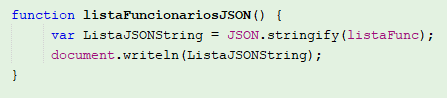 function listaFuncionariosJSON() {
var ListaJSONString = JSON.stringify(listaFunc);
document.writeln(ListaJSONString);
}